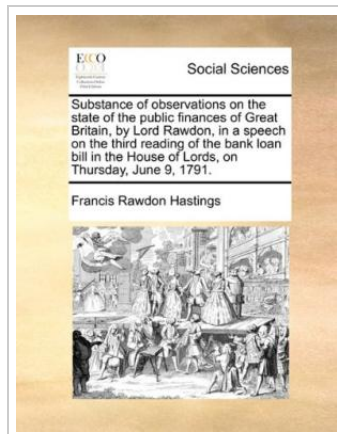 ECCO
Social Sciences
Substance of observations on the
state of the public finances of Great
Britain, by Lord Rawdon, in a speech
on the third reading of the bank loan
bill in the House of Lords, on
Thursday, June 9, 1791.
Francis Rawdon Hastings